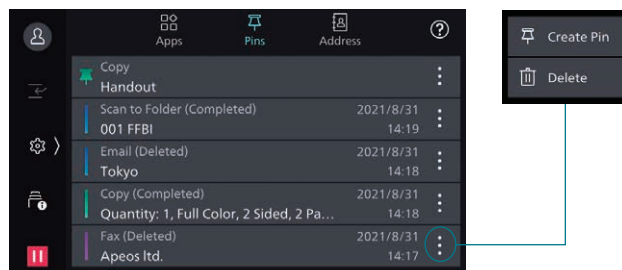 Apps
Pins
Address
Copy
Handout
Scan to Folder (Completed) 2021/8/31
001 FFBI 14:19
Email (Deleted) 2021/8/31
Tokyo 14:18
Copy (Completed) 2021/8/31
Quantity: 1, Full Color, 2 Sided, 2 Pa... 14:18
Fax (Deleted) 2021/8/31
Apeos ltd. 14:17
Create Pin
Delete